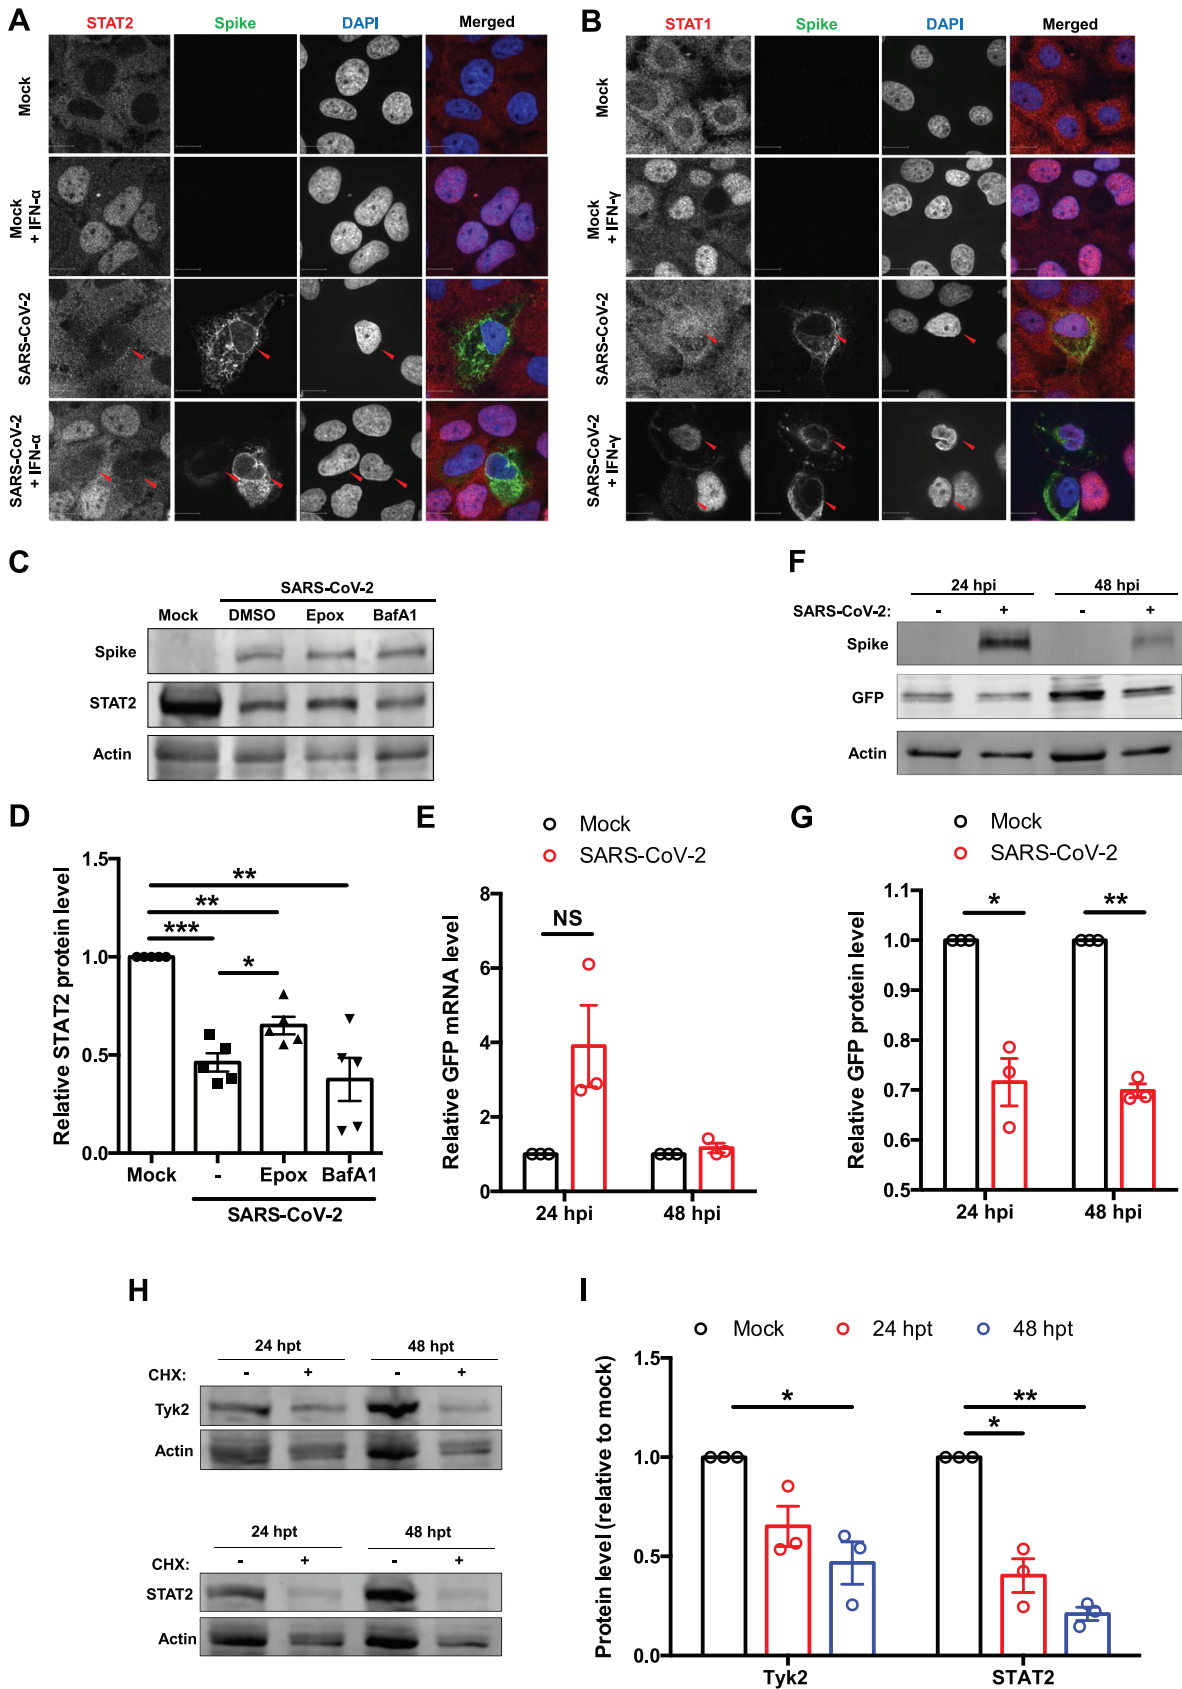 A
STAT2 Spike DAPI Merged
Mock
Mock
+ IFN-α
SARS-CoV-2
SARS-CoV-2
+ IFN-α
B
STAT1 Spike DAPI Merged
Mock
Mock
+ IFN-γ
SARS-CoV-2
SARS-CoV-2
+ IFN-γ
C
SARS-CoV-2
Mock DMSO Epox BafA1
Spike
STAT2
Actin
F
24 hpi 48 hpi
SARS-CoV-2: - + - +
Spike
GFP
Actin
D
Relative STAT2 protein level
1.5
1.0
0.5
0.0
**
**
***
*
Mock - Epox BafA1
SARS-CoV-2
E
Mock
SARS-CoV-2
Relative GFP mRNA level
8
6
4
2
0
NS
24 hpi 48 hpi
G
Mock
SARS-CoV-2
Relative GFP protein level
1.1
1.0
0.9
0.8
0.7
0.6
0.5
* **
24 hpi 48 hpi
H
24 hpt 48 hpt
CHX: - + - +
Tyk2
Actin
24 hpt 48 hpt
CHX: - + - +
STAT2
Actin
I
Mock 24 hpt 48 hpt
Protein level (relative to mock)
1.5
1.0
0.5
0.0
*
**
*
Tyk2 STAT2